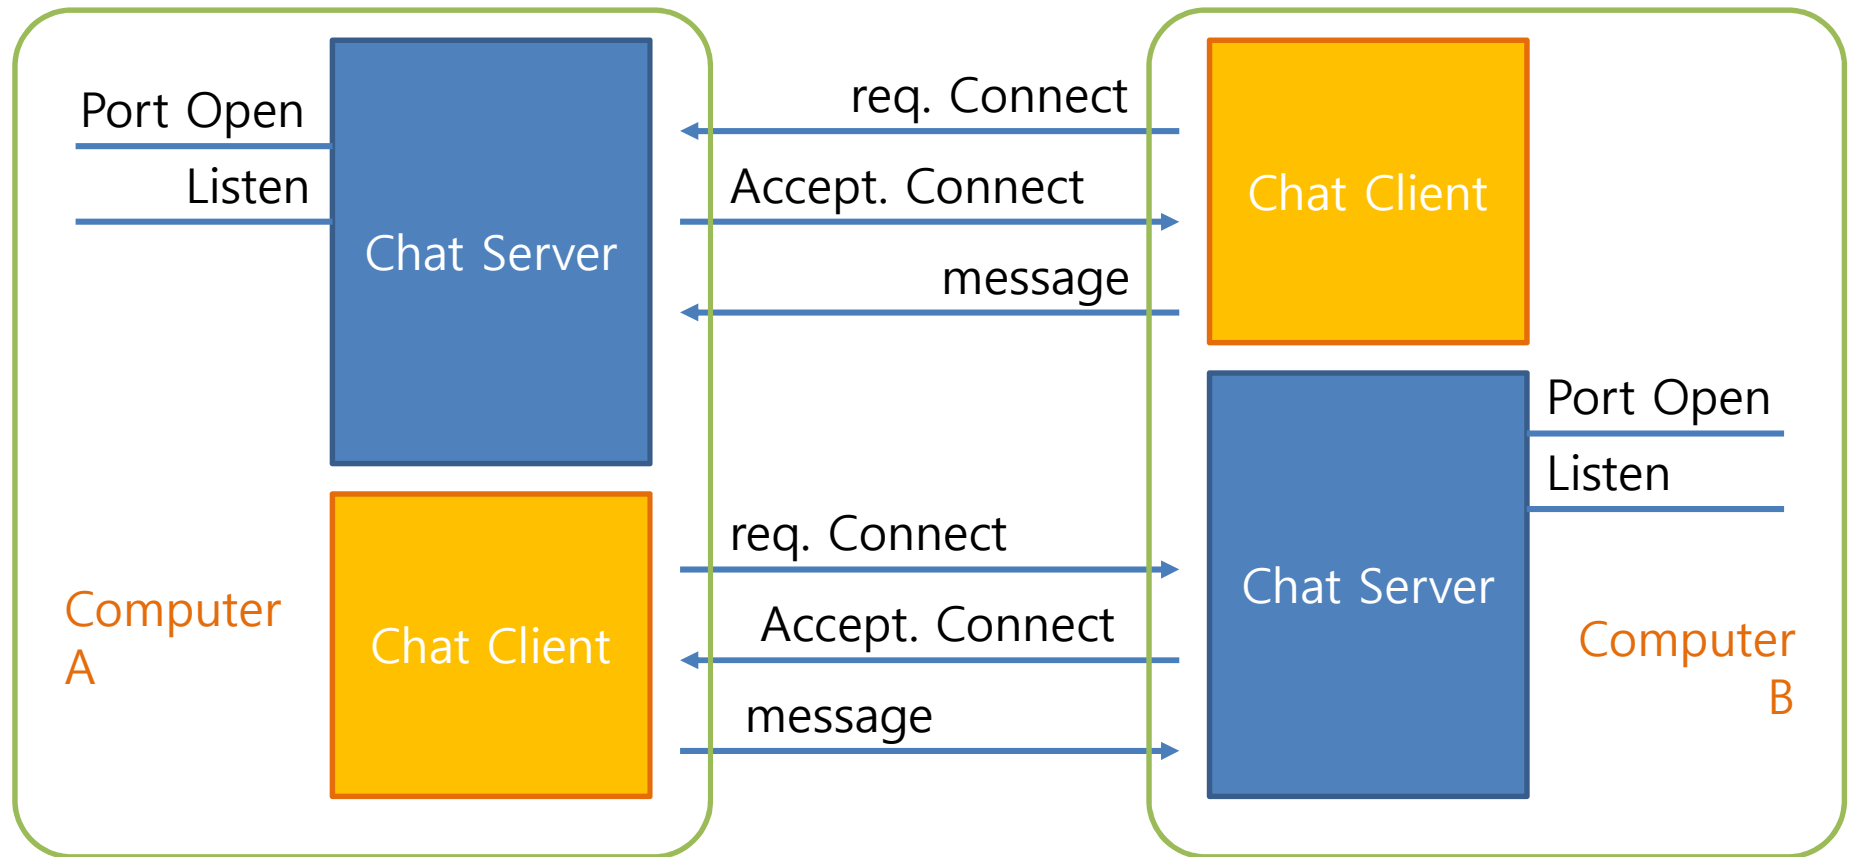 Port Open
Listen
Chat Server
req. Connect
Accept. Connect
message
Chat Client
Port Open
Listen
Chat Server
req. Connect
Accept. Connect
message
Chat Client
Computer
A
Computer
B